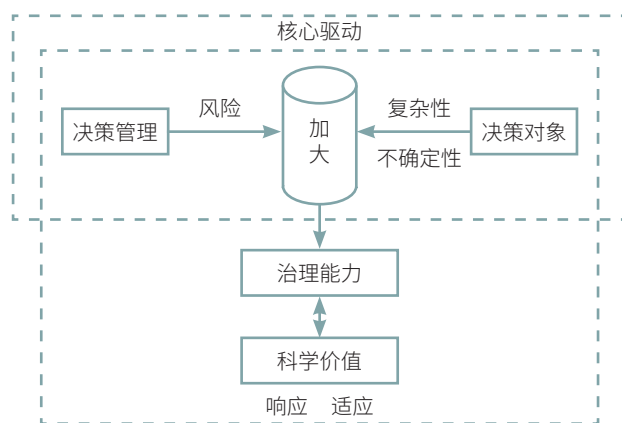 核心驱动
风险
复杂性
决策管理
加大
决策对象
不确定性
治理能力
科学价值
响应 适应